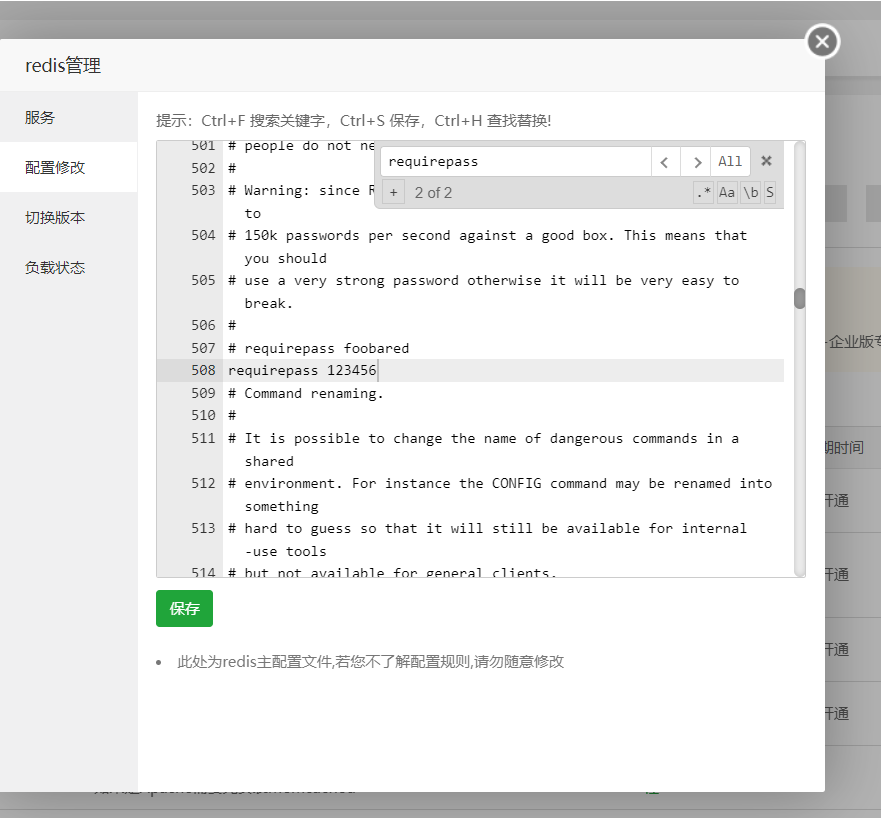 redis管理
服务
配置修改
切换版本
负载状态
提示：Ctrl+F 搜索关键字，Ctrl+S 保存，Ctrl+H 查找替换!
requirepass
All
+ 2 of 2
.* Aa \b S
501 # people do not ne
502 #
503 # Warning: since R
to
504 # 150k passwords per second against a good box. This means that
you should
505 # use a very strong password otherwise it will be very easy to
break.
506 #
507 # requirepass foobared
508 requirepass 123456
509 # Command renaming.
510 #
511 # It is possible to change the name of dangerous commands in a
shared
512 # environment. For instance the CONFIG command may be renamed into
something
513 # hard to guess so that it will still be available for internal
-use tools
514 # but not available for general clients.
保存
此处为redis主配置文件,若您不了解配置规则,请勿随意修改
企业版专
期时间
开通
开通
开通
开通